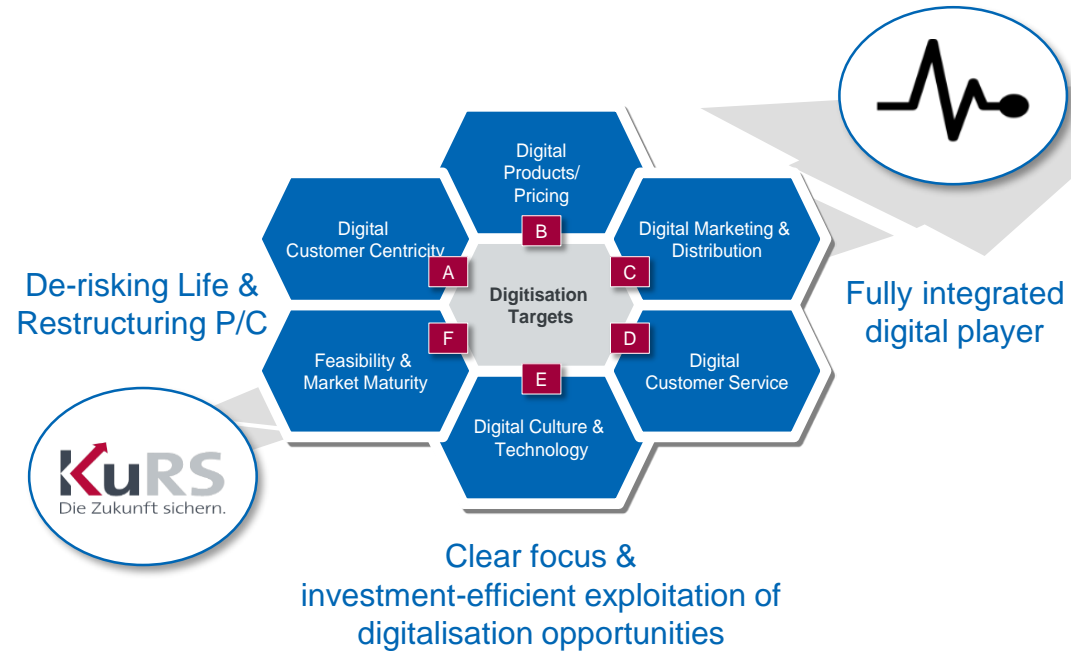 Digital
Products/
Pricing
B
Digital
Customer Centricity
A
Digital Marketing &
Distribution
C
Digitisation
Targets
De-risking Life &
Restructuring P/C
Fully integrated
digital player
F
Feasibility &
Market Maturity
D
Digital
Customer Service
E
Digital Culture &
Technology
KuRS
Die Zukunft sichern.
Clear focus &
investment-efficient exploitation of
digitalisation opportunities